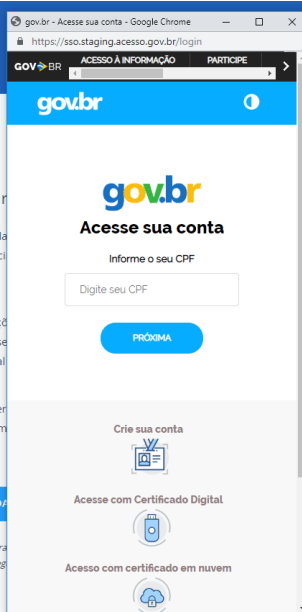 gov.br - Acesse sua conta - Google Chrome
https://sso.staging.acesso.gov.br/login
GOV BR
ACESSO À INFORMAÇÃO
PARTICIPE
gov.br
gov.br
Acesse sua conta
Informe o seu CPF
Digite seu CPF
PRÓXIMA
Crie sua conta
Acesse com Certificado Digital
Acesso com certificado em nuvem